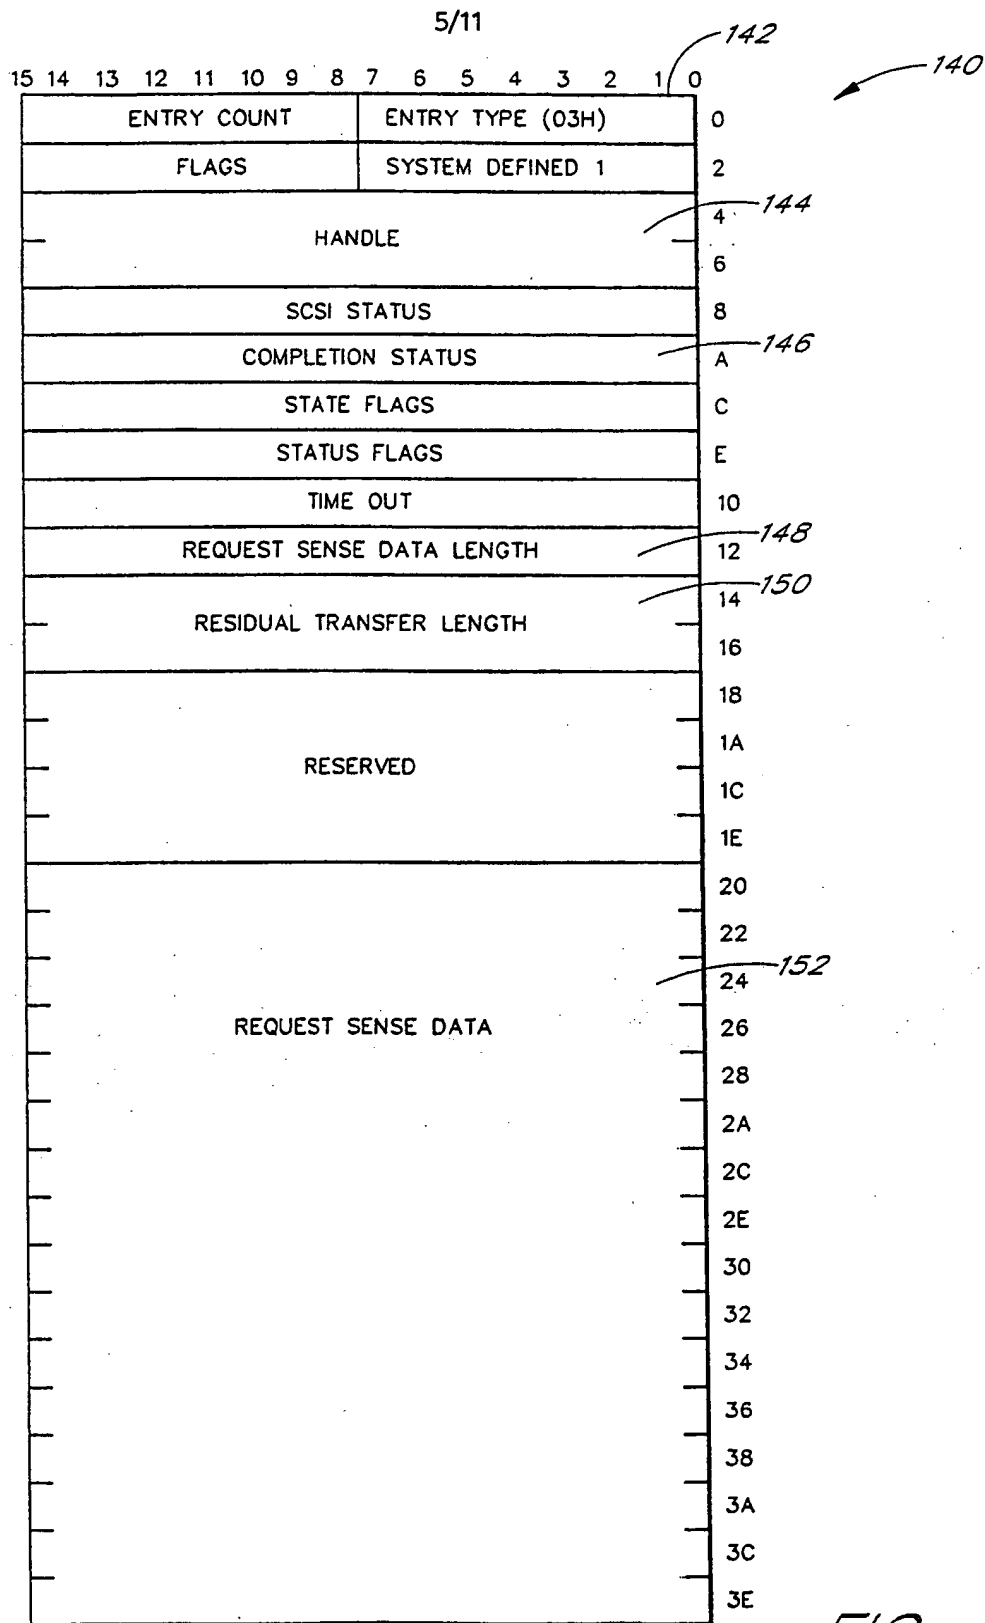 5/11
142
140
15 14 13 12 11 10 9 8 7 6 5 4 3 2 1 0
ENTRY COUNT ENTRY TYPE (03H) 0
FLAGS SYSTEM DEFINED 1 2
144
4
HANDLE
6
SCSI STATUS 8
146
COMPLETION STATUS A
STATE FLAGS C
STATUS FLAGS E
TIME OUT 10
148
REQUEST SENSE DATA LENGTH 12
150
14
RESIDUAL TRANSFER LENGTH
16
18
1A
RESERVED
1C
1E
20
22
152
24
REQUEST SENSE DATA 26
28
2A
2C
2E
30
32
34
36
38
3A
3C
3E